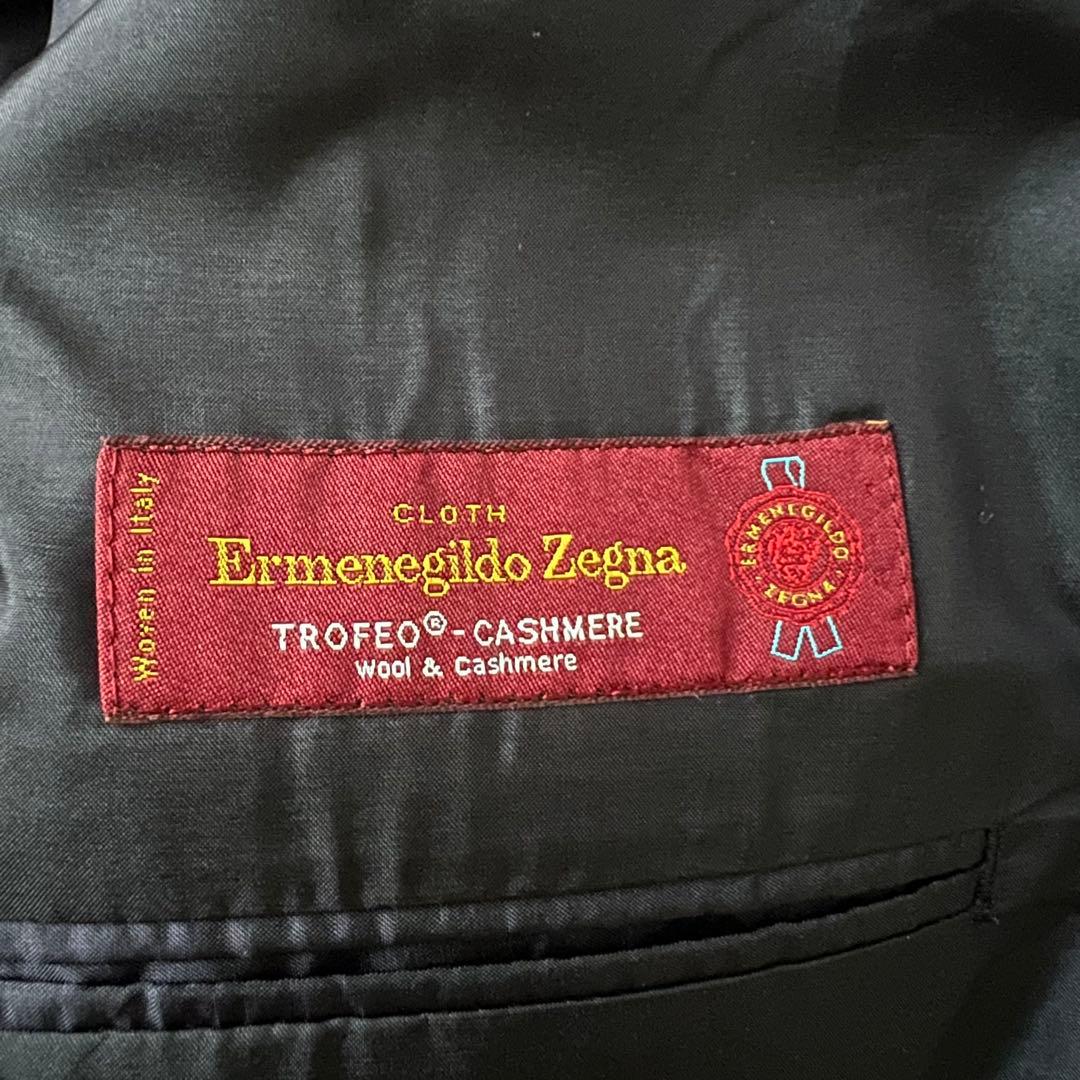 Woven in Italy
CLOTH
Ermenegildo Zegna
TROFEO®-CASHMERE
Wool & Cashmere
ERMENEGILDO
· ZEGNA ·